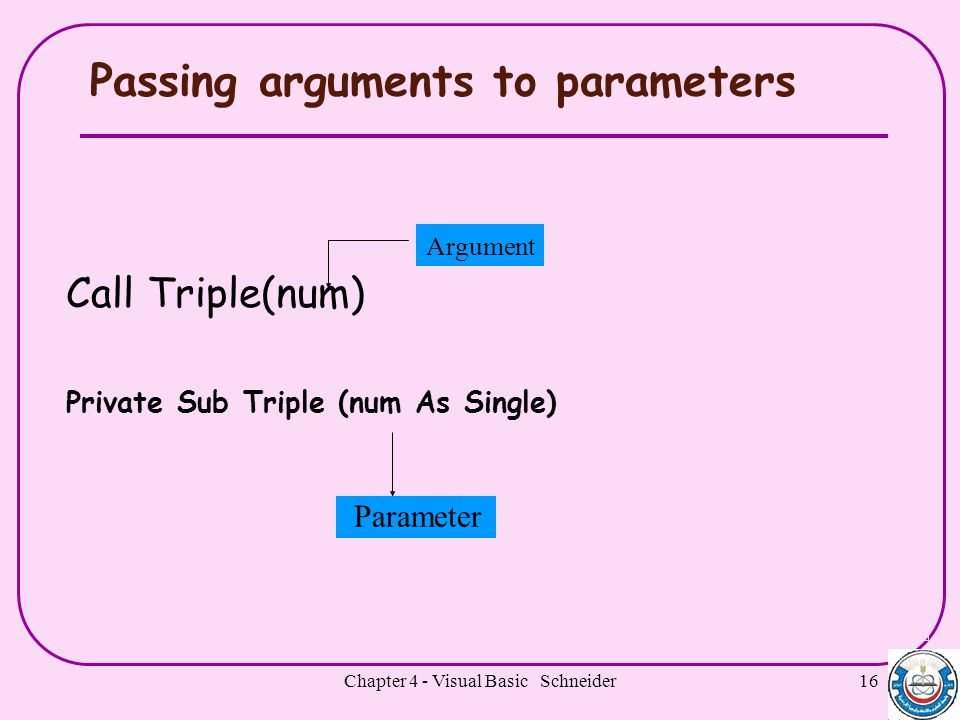 Passing arguments to parameters
Argument
Call Triple(num)
Private Sub Triple (num As Single)
Parameter
Chapter 4 - Visual Basic Schneider
16